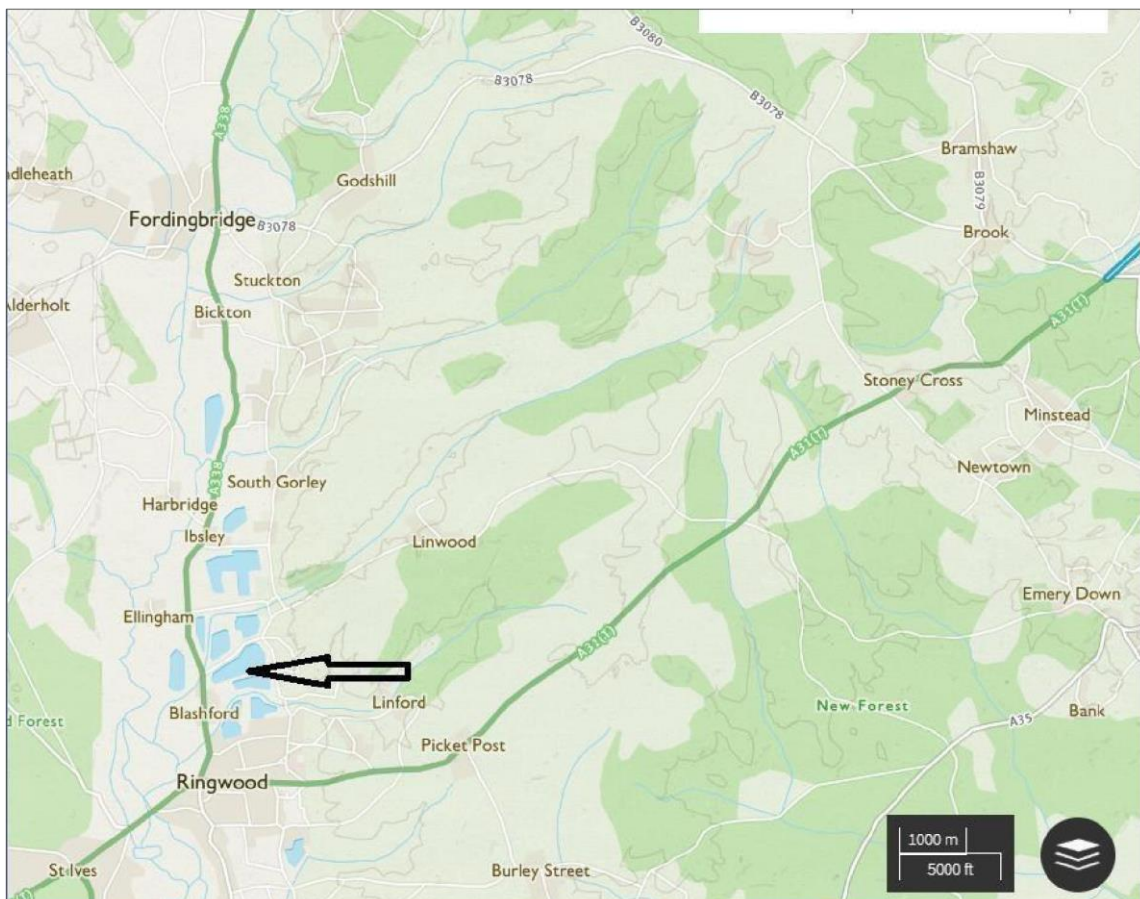 B3080
B3078
B3078
A338
Bramshaw
dleheath
Godshill
B3079
Fordingbridge
B3078
Brook
Stuckton
Alderholt
Bickton
A31(T)
Stoney Cross
Minstead
A31(T)
Newtown
South Gorley
A338
Harbridge
Ibsley
Linwood
Ellingham
Emery Down
A31(T)
Linford
Blashford
New Forest
Bank
d Forest
A35
Picket Post
Ringwood
1000 m
5000 ft
St Ives
Burley Street
(T)